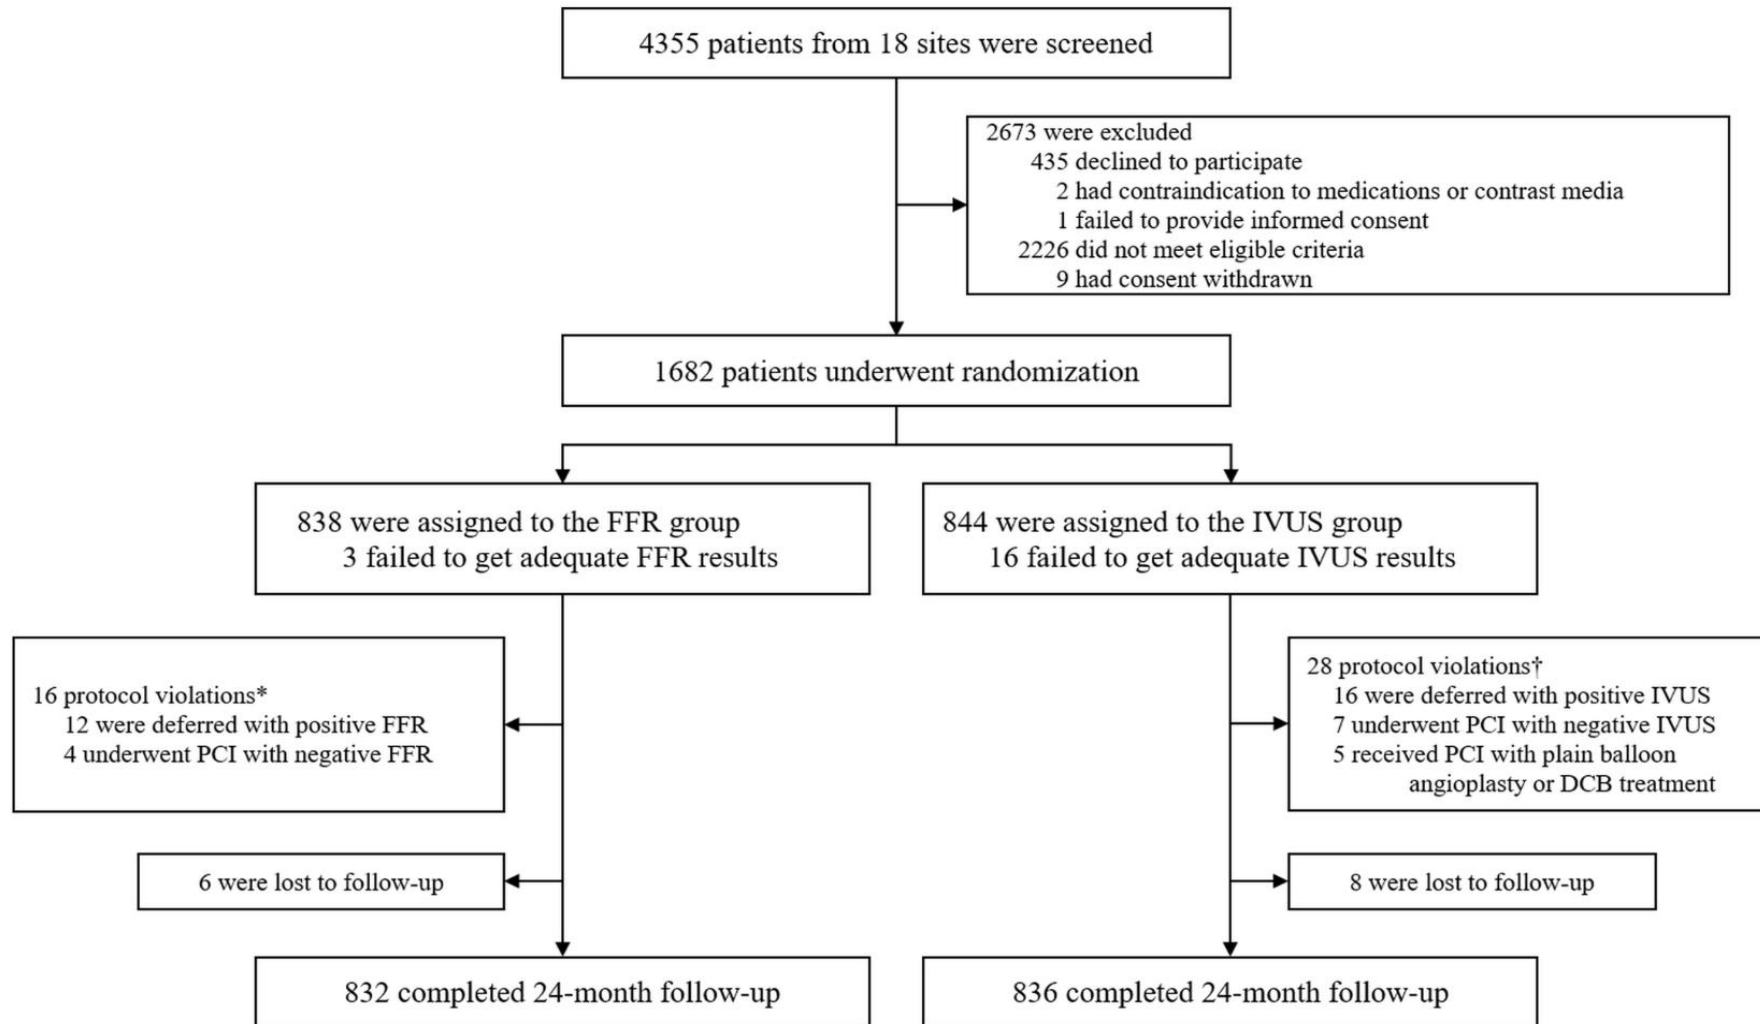 4355 patients from 18 sites were screened
2673 were excluded
435 declined to participate
2 had contraindication to medications or contrast media
1 failed to provide informed consent
2226 did not meet eligible criteria
9 had consent withdrawn
1682 patients underwent randomization
838 were assigned to the FFR group
3 failed to get adequate FFR results
844 were assigned to the IVUS group
16 failed to get adequate IVUS results
16 protocol violations*
12 were deferred with positive FFR
4 underwent PCI with negative FFR
28 protocol violations†
16 were deferred with positive IVUS
7 underwent PCI with negative IVUS
5 received PCI with plain balloon
angioplasty or DCB treatment
6 were lost to follow-up
8 were lost to follow-up
832 completed 24-month follow-up
836 completed 24-month follow-up